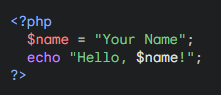 <?php
$name = "Your Name";
echo "Hello, $name!";
?>